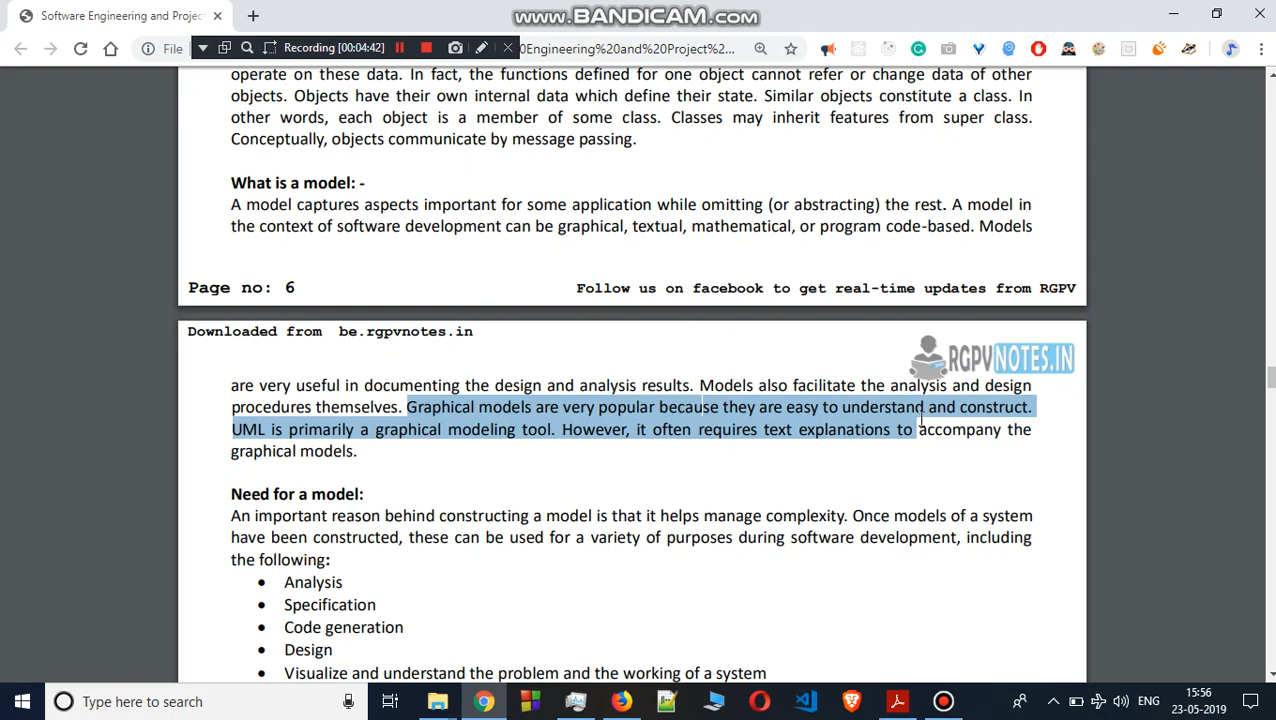 www.BANDICAM.com
Software Engineering and Projec
File
Recording [00:04:42]
0Engineering%20and%20Project%2...
operate on these data. In fact, the functions defined for one object cannot refer or change data of other
objects. Objects have their own internal data which define their state. Similar objects constitute a class. In
other words, each object is a member of some class. Classes may inherit features from super class.
Conceptually, objects communicate by message passing.
What is a model: -
A model captures aspects important for some application while omitting (or abstracting) the rest. A model in
the context of software development can be graphical, textual, mathematical, or program code-based. Models
Page no: 6
Follow us on facebook to get real-time updates from RGPV
Downloaded from be.rgpvnotes.in
RGPVNOTES.IN
are very useful in documenting the design and analysis results. Models also facilitate the analysis and design
procedures themselves. Graphical models are very popular because they are easy to understand and construct.
UML is primarily a graphical modeling tool. However, it often requires text explanations to accompany the
graphical models.
Need for a model:
An important reason behind constructing a model is that it helps manage complexity. Once models of a system
have been constructed, these can be used for a variety of purposes during software development, including
the following:
• Analysis
• Specification
• Code generation
• Design
• Visualize and understand the problem and the working of a system
Type here to search
ENG
15:56
23-05-2019